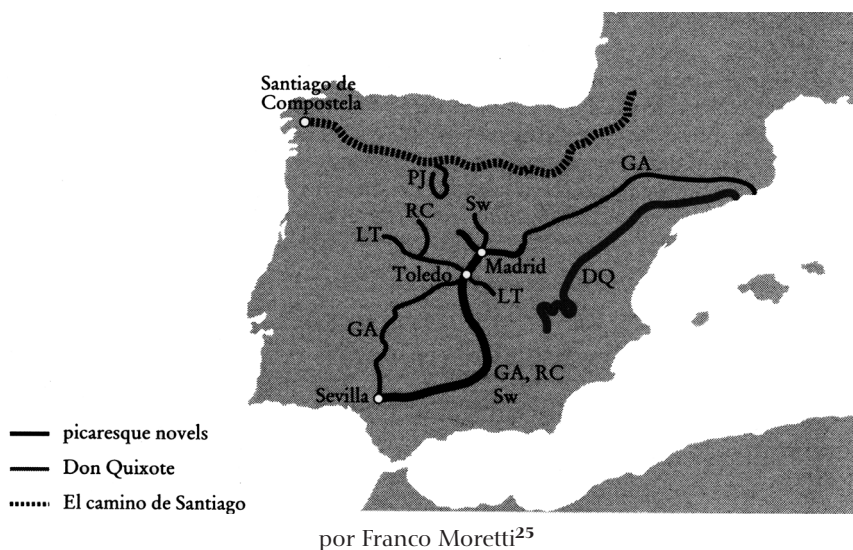 Santiago de
Compostela
GA
PJ
Sw
RC
LT
Madrid
Toledo
DQ
LT
GA
GA, RC
Sevilla
Sw
picaresque novels
Don Quixote
El camino de Santiago
por Franco Moretti25